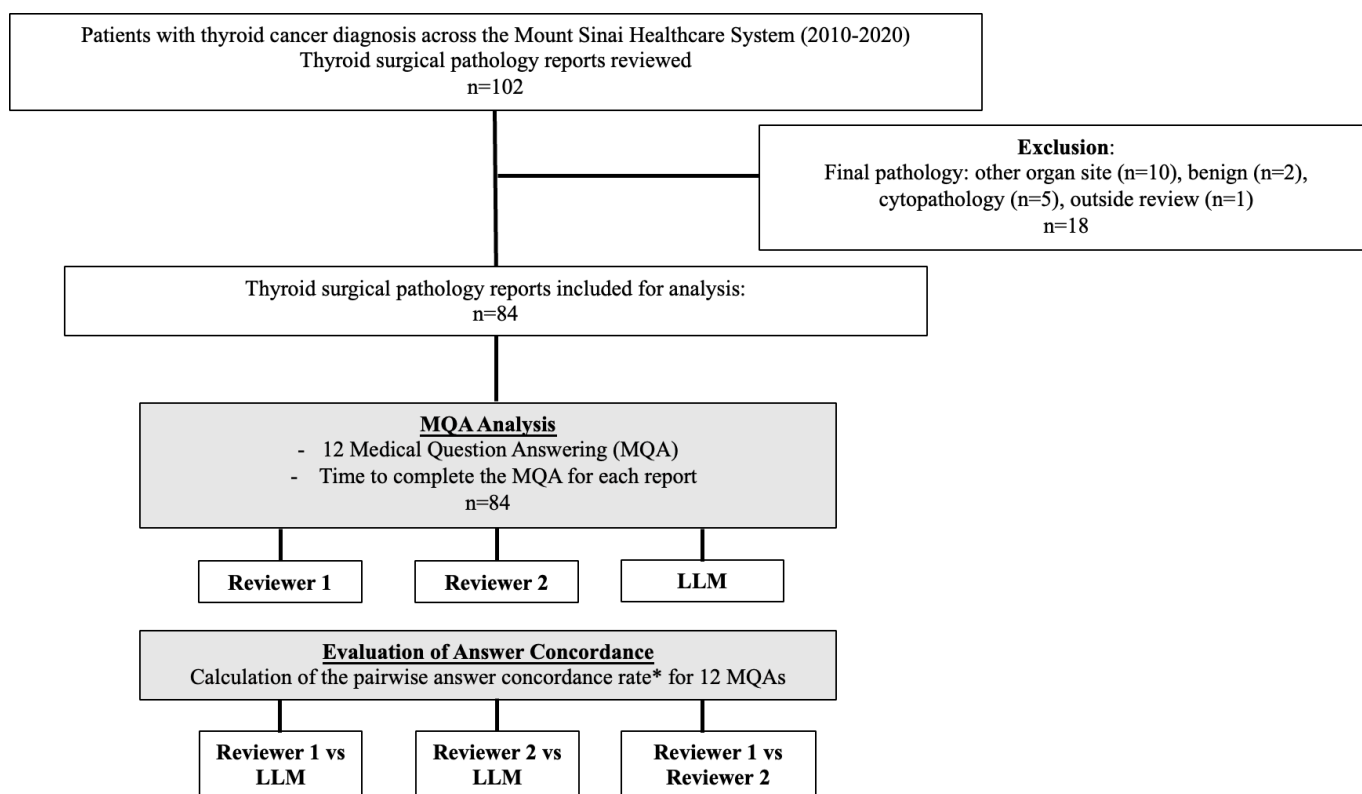 Patients with thyroid cancer diagnosis across the Mount Sinai Healthcare System (2010-2020)
Thyroid surgical pathology reports reviewed
n=102
Exclusion:
Final pathology: other organ site (n=10), benign (n=2),
cytopathology (n=5), outside review (n=1)
n=18
Thyroid surgical pathology reports included for analysis:
n=84
MQA Analysis
- 12 Medical Question Answering (MQA)
- Time to complete the MQA for each report
n=84
Reviewer 1
Reviewer 2
LLM
Evaluation of Answer Concordance
Calculation of the pairwise answer concordance rate* for 12 MQAs
Reviewer 1 vs
LLM
Reviewer 2 vs
LLM
Reviewer 1 vs
Reviewer 2